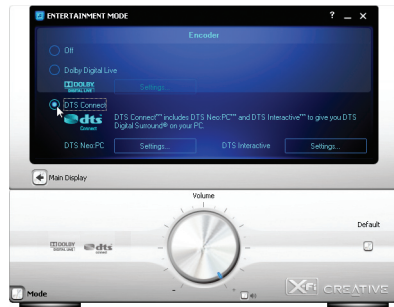 ENTERTAINMENT MODE
? _ X
Encoder
Off
Dolby Digital Live
DOLBY
DIGITAL LIVE
Settings...
DTS Connect
dts
Connect
DTS Connect™ includes DTS Neo:PC™ and DTS Interactive™ to give you DTS
Digital Surround® on your PC.
DTS Neo:PC
Settings...
DTS Interactive
Settings...
Main Display
Volume
Default
DOLBY
DIGITAL LIVE
dts
- +
Mode
X-Fi CREATIVE